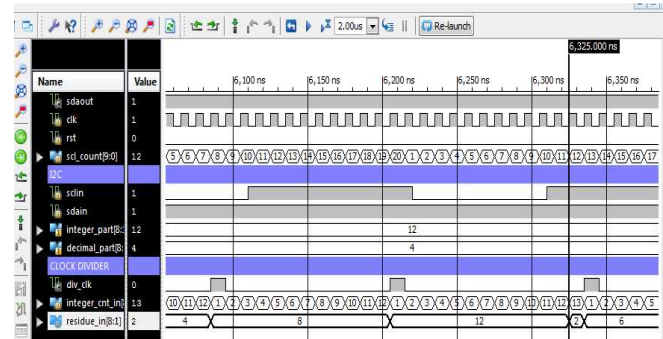 2.00us Re-launch
6,325.000 ns
Name Value 6,100 ns 6,150 ns 6,200 ns 6,250 ns 6,300 ns 6,350 ns
sdaout 1
clk 1
rst 0
scl_count[9:0] 12 5 6 7 8 9 10 11 12 13 14 15 16 17 18 19 20 1 2 3 4 5 6 7 8 9 10 11 12 13 14 15 16 17
I2C
sclin 1
sdain 1
integer_part[8: 12 12
decimal_part[8: 4 4
CLOCK DIVIDER
div_clk 0
integer_cnt_in[ 13 10 11 12 1 2 3 4 5 6 7 8 9 10 11 12 1 2 3 4 5 6 7 8 9 10 11 12 13 1 2 3 4 5
residue_in[8:1] 2 4 8 12 2 6